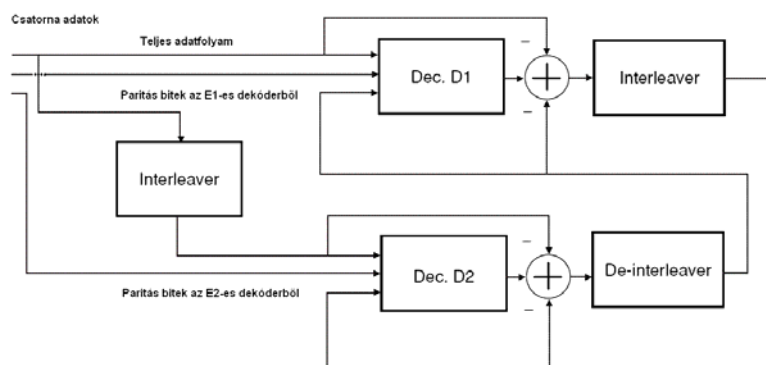 Csatorna adatok
Teljes adatfolyam
Dec. D1
Interleaver
Paritás bitek az E1-es dekóderből
Interleaver
Dec. D2
De-interleaver
Paritás bitek az E2-es dekóderből